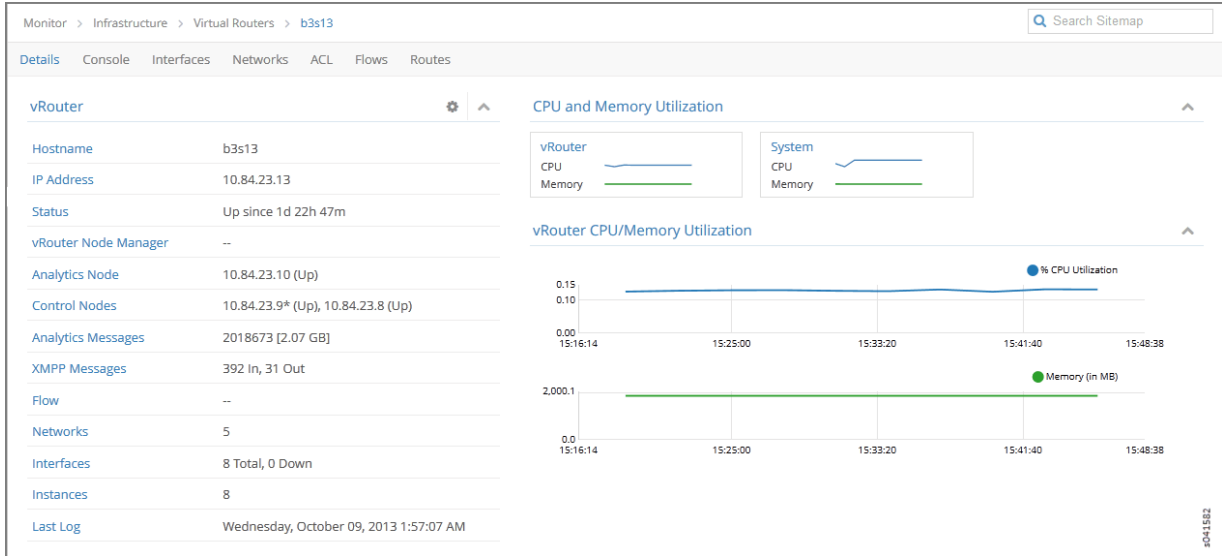 Monitor > Infrastructure > Virtual Routers > b3s13
Search Sitemap
Details Console Interfaces Networks ACL Flows Routes
vRouter
Hostname b3s13
IP Address 10.84.23.13
Status Up since 1d 22h 47m
vRouter Node Manager --
Analytics Node 10.84.23.10 (Up)
Control Nodes 10.84.23.9* (Up), 10.84.23.8 (Up)
Analytics Messages 2018673 [2.07 GB]
XMPP Messages 392 In, 31 Out
Flow --
Networks 5
Interfaces 8 Total, 0 Down
Instances 8
Last Log Wednesday, October 09, 2013 1:57:07 AM
CPU and Memory Utilization
vRouter
CPU
Memory
System
CPU
Memory
vRouter CPU/Memory Utilization
% CPU Utilization
0.15
0.10
0.00
15:16:14 15:25:00 15:33:20 15:41:40 15:48:38
Memory (in MB)
2,000.1
0.0
15:16:14 15:25:00 15:33:20 15:41:40 15:48:38
s041582